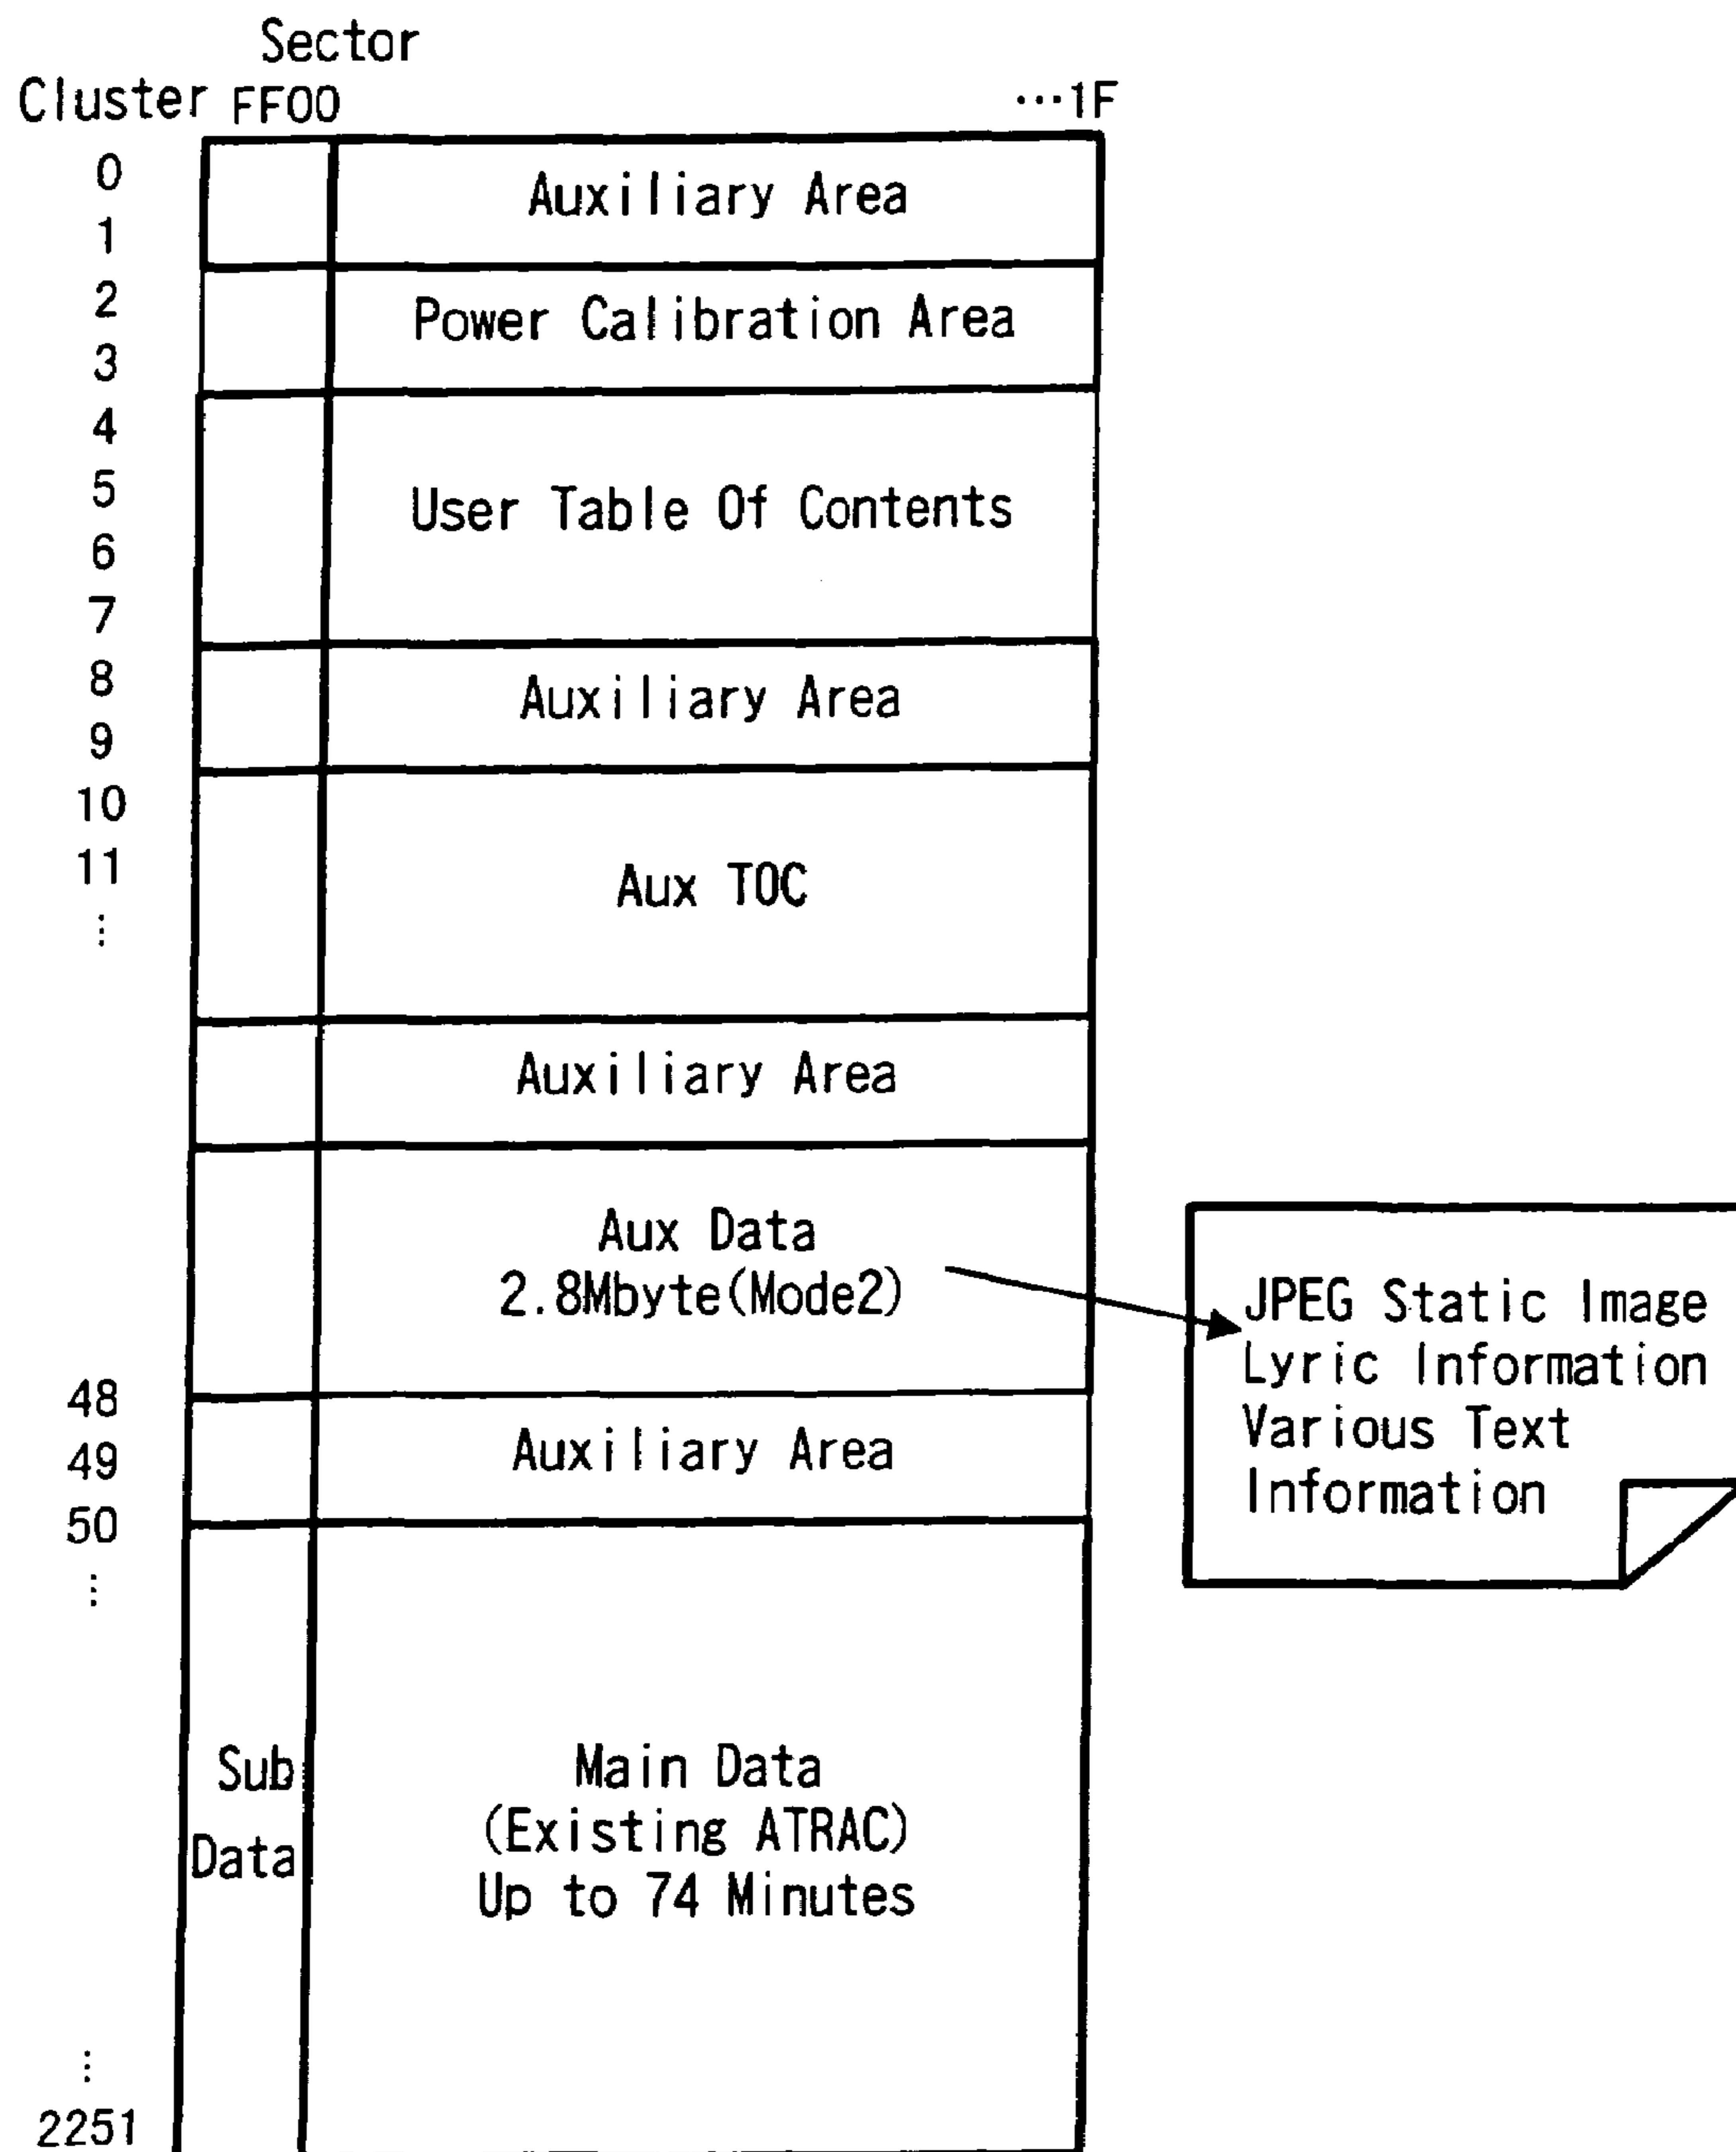 Sector
Cluster FF00 ···1F
0
Auxiliary Area
1
2
Power Calibration Area
3
4
5
User Table Of Contents
6
7
8
Auxiliary Area
9
10
11
Aux TOC
⋮
Auxiliary Area
Aux Data
2.8Mbyte(Mode2)
JPEG Static Image
Lyric Information
Various Text
Information
48
49
Auxiliary Area
50
⋮
Sub
Data
Main Data
(Existing ATRAC)
Up to 74 Minutes
⋮
2251